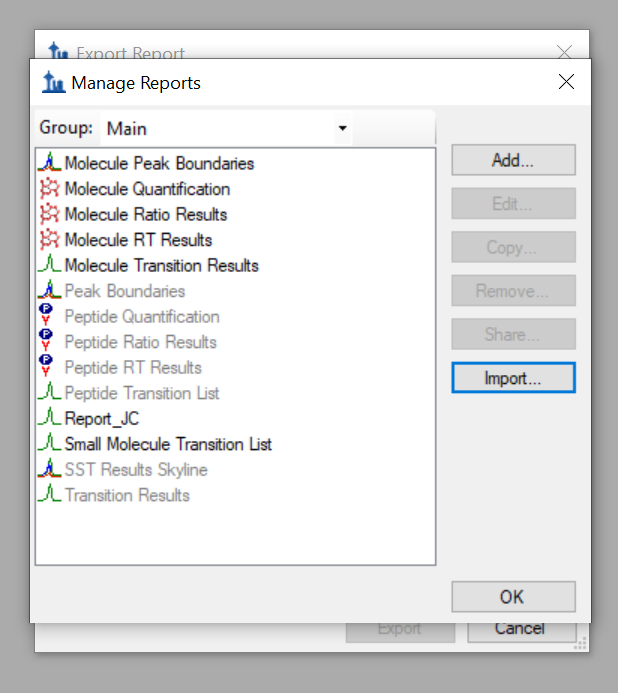 Export Report
Manage Reports
Group: Main
Molecule Peak Boundaries
Molecule Quantification
Molecule Ratio Results
Molecule RT Results
Molecule Transition Results
Peak Boundaries
Peptide Quantification
Peptide Ratio Results
Peptide RT Results
Peptide Transition List
Report_JC
Small Molecule Transition List
SST Results Skyline
Transition Results
Add...
Edit...
Copy...
Remove...
Share...
Import...
OK
Export
Cancel